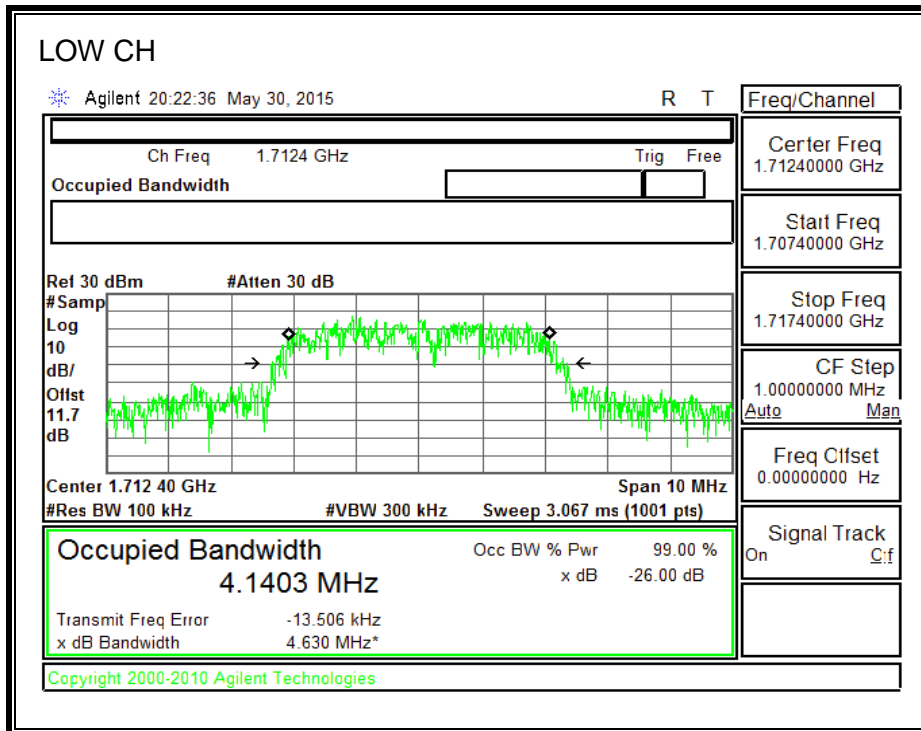 LOW CH
Agilent 20:22:36 May 30, 2015 R T
Freq/Channel
Ch Freq 1.7124 GHz Trig Free
Occupied Bandwidth
Center Freq
1.71240000 GHz
Start Freq
1.70740000 GHz
Stop Freq
1.71740000 GHz
CF Step
1.00000000 MHz
Auto Man
Freq Offset
0.00000000 Hz
Signal Track
On Off
Ref 30 dBm #Atten 30 dB
#Samp
Log
10
dB/
Offst
11.7
dB
Center 1.712 40 GHz Span 10 MHz
#Res BW 100 kHz #VBW 300 kHz Sweep 3.067 ms (1001 pts)
Occupied Bandwidth
4.1403 MHz
Occ BW % Pwr 99.00 %
x dB -26.00 dB
Transmit Freq Error -13.506 kHz
x dB Bandwidth 4.630 MHz*
Copyright 2000-2010 Agilent Technologies